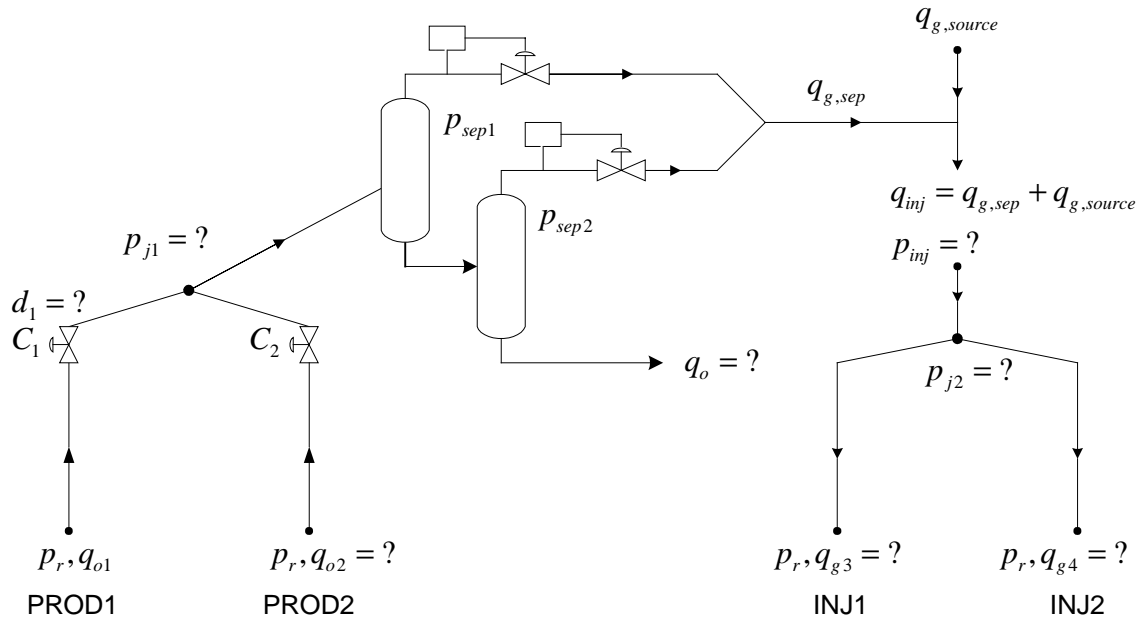 q_{g,source}
q_{g,sep}
p_{sep1}
p_{sep2}
q_{inj} = q_{g,sep} + q_{g,source}
p_{inj} = ?
p_{j1} = ?
d_1 = ?
C_1
C_2
q_o = ?
p_{j2} = ?
p_r, q_{o1}
p_r, q_{o2} = ?
p_r, q_{g3} = ?
p_r, q_{g4} = ?
PROD1
PROD2
INJ1
INJ2